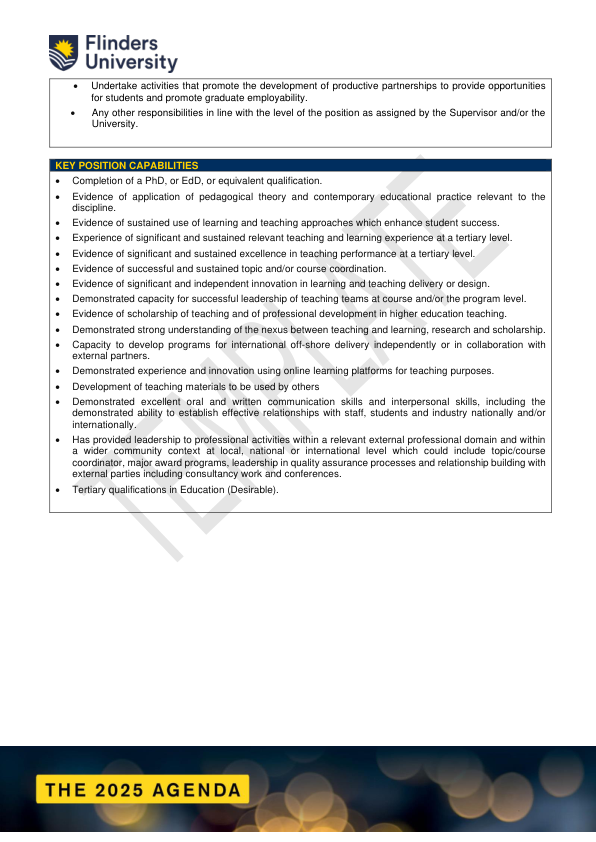 Flinders
University
• Undertake activities that promote the development of productive partnerships to provide opportunities
for students and promote graduate employability.
• Any other responsibilities in line with the level of the position as assigned by the Supervisor and/or the
University.
KEY POSITION CAPABILITIES
• Completion of a PhD, or EdD, or equivalent qualification.
• Evidence of application of pedagogical theory and contemporary educational practice relevant to the
discipline.
• Evidence of sustained use of learning and teaching approaches which enhance student success.
• Experience of significant and sustained relevant teaching and learning experience at a tertiary level.
• Evidence of significant and sustained excellence in teaching performance at a tertiary level.
• Evidence of successful and sustained topic and/or course coordination.
• Evidence of significant and independent innovation in learning and teaching delivery or design.
• Demonstrated capacity for successful leadership of teaching teams at course and/or the program level.
• Evidence of scholarship of teaching and of professional development in higher education teaching.
• Demonstrated strong understanding of the nexus between teaching and learning, research and scholarship.
• Capacity to develop programs for international off-shore delivery independently or in collaboration with
external partners.
• Demonstrated experience and innovation using online learning platforms for teaching purposes.
• Development of teaching materials to be used by others
• Demonstrated excellent oral and written communication skills and interpersonal skills, including the
demonstrated ability to establish effective relationships with staff, students and industry nationally and/or
internationally.
• Has provided leadership to professional activities within a relevant external professional domain and within
a wider community context at local, national or international level which could include topic/course
coordinator, major award programs, leadership in quality assurance processes and relationship building with
external parties including consultancy work and conferences.
• Tertiary qualifications in Education (Desirable).
TEMPLATE
THE 2025 AGENDA